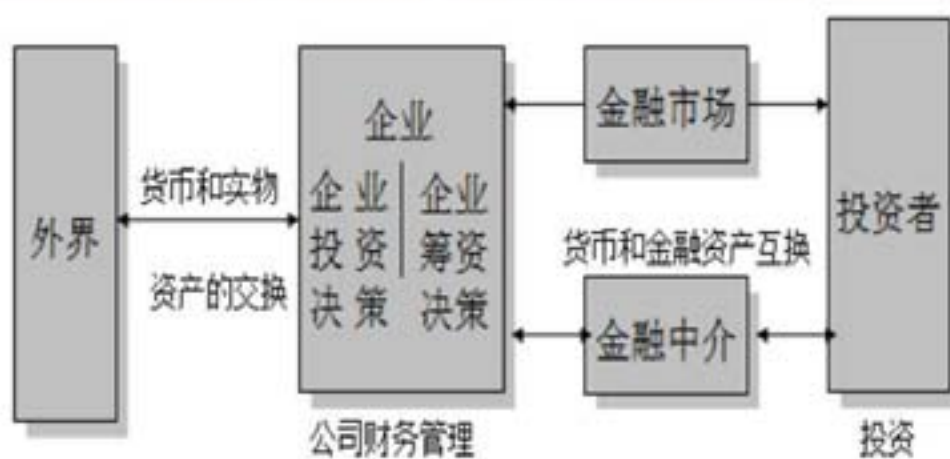 外界
货币和实物
资产的交换
企业
企业
投资
决策
企业
筹资
决策
公司财务管理
金融市场
货币和金融资产互换
金融中介
投资者
投资